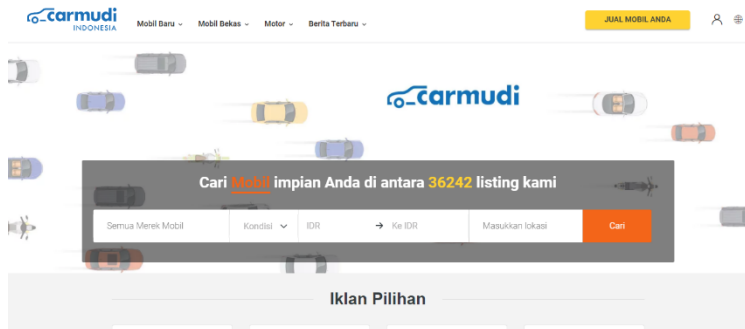 carmudi
INDONESIA
Mobil Baru Mobil Bekas Motor Berita Terbaru
JUAL MOBIL ANDA
carmudi
Cari Mobil impian Anda di antara 36242 listing kami
Semua Merek Mobil Kondisi IDR → Ke IDR Masukkan lokasi Cari
Iklan Pilihan